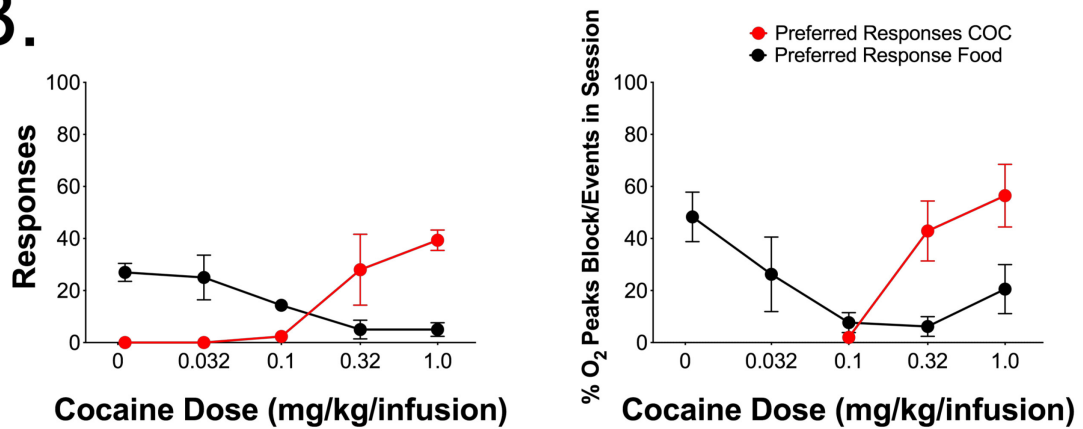 B.
Preferred Responses COC
Preferred Response Food
Responses
100
80
60
40
20
0
0 0.032 0.1 0.32 1.0
Cocaine Dose (mg/kg/infusion)
% O2 Peaks Block/Events in Session
100
80
60
40
20
0
0 0.032 0.1 0.32 1.0
Cocaine Dose (mg/kg/infusion)